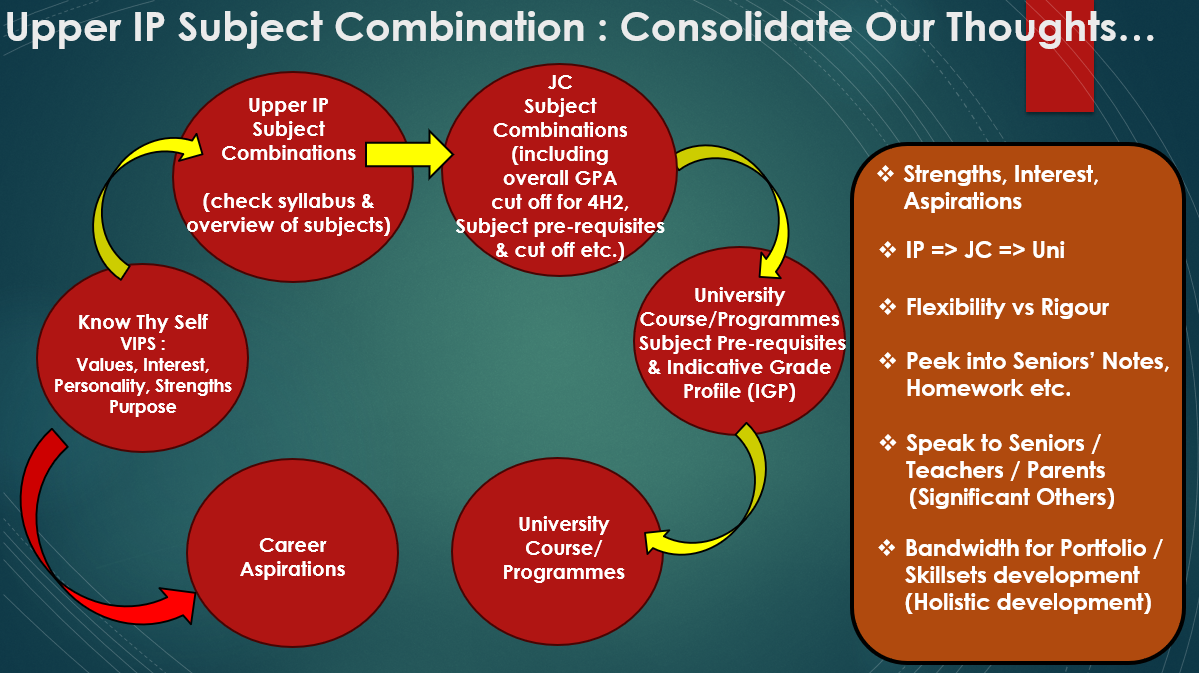 Upper IP Subject Combination : Consolidate Our Thoughts…
Upper IP
Subject
Combinations
(check syllabus &
overview of subjects)
JC
Subject
Combinations
(including
overall GPA
cut off for 4H2,
Subject pre-requisites
& cut off etc.)
University
Course/Programmes
Subject Pre-requisites
& Indicative Grade
Profile (IGP)
University
Course/
Programmes
Know Thy Self
VIPS :
Values, Interest,
Personality, Strengths
Purpose
Career
Aspirations
❖ Strengths, Interest,
Aspirations
❖ IP => JC => Uni
❖ Flexibility vs Rigour
❖ Peek into Seniors’ Notes,
Homework etc.
❖ Speak to Seniors /
Teachers / Parents
(Significant Others)
❖ Bandwidth for Portfolio /
Skillsets development
(Holistic development)